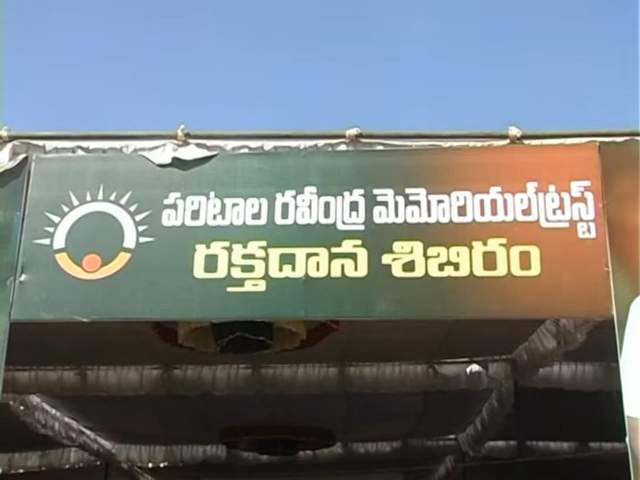 పరిటాల రవీంద్ర మెమోరియల్‌ట్రస్ట్
రక్తదాన శిబిరం